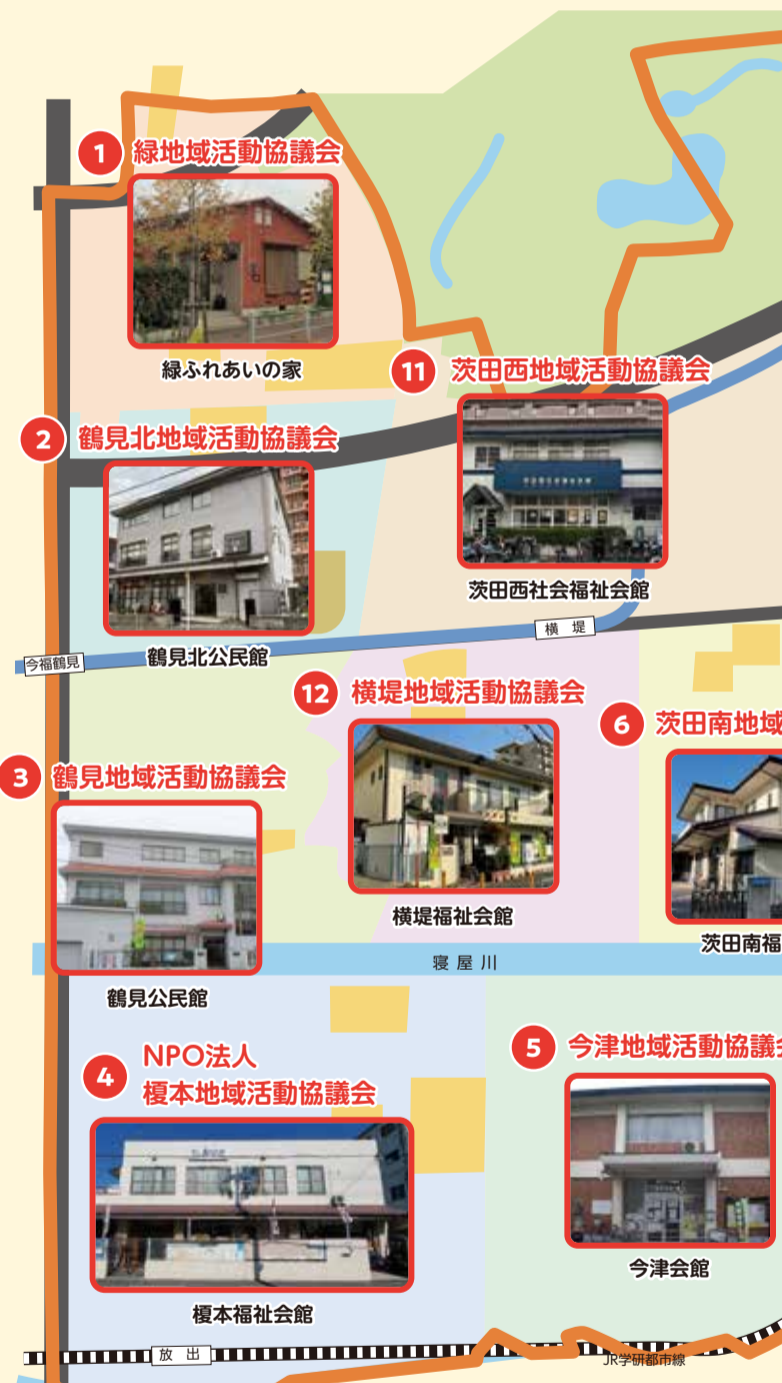 1 緑地域活動協議会
緑ふれあいの家
11 茨田西地域活動協議会
茨田西社会福祉会館
2 鶴見北地域活動協議会
鶴見北公民館
横堤
今福鶴見
12 横堤地域活動協議会
横堤福祉会館
6 茨田南地域
茨田南福
3 鶴見地域活動協議会
鶴見公民館
寝屋川
4 NPO法人
榎本地域活動協議会
榎本福祉会館
5 今津地域活動協議会
今津会館
放出
JR学研都市線